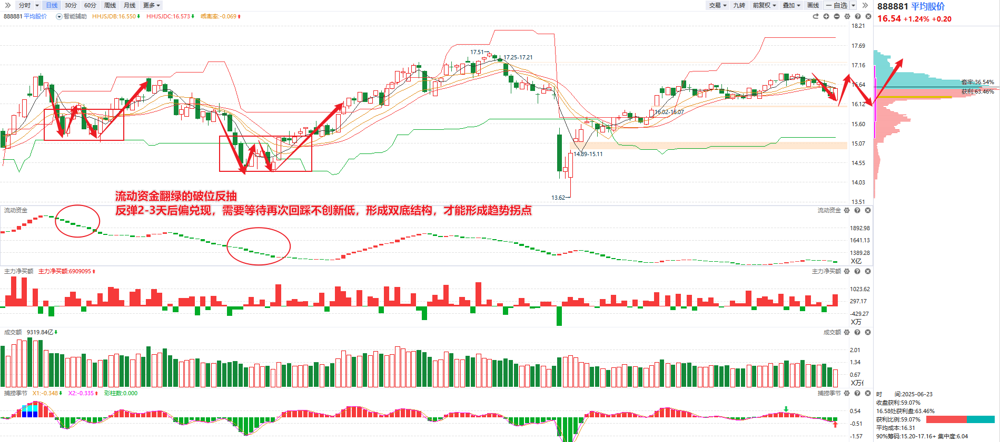 分时 日线 30分 60分 周线 月线 更多 交易 九转 前复权 叠加 画线 一自选
888881 平均股价
16.54 +1.24% +0.20
888881 平均股价 智能辅助 HHJSJDB:16.550 HHJSJDC:16.573 乖离率:-0.069
18.21
17.69
17.16
16.64
16.12
15.60
15.07
14.55
14.03
13.51
17.51
17.25-17.21
16.02-16.07
14.89-15.11
13.62
套牢:36.54%
获利:63.46%
流动资金翻绿的破位反抽
反弹2-3天后偏兑现，需要等待再次回踩不创新低，形成双底结构，才能形成趋势拐点
流动资金 流动资金
1892.98
1641.13
1389.28
X亿
主力净买额 主力净买额:6909095 主力净买额
1023.62
297.17
-429.27
X万
成交额 9319.84亿 成交额
2.01
1.34
0.67
X万亿
捕捞季节 X1:-0.348 X2:-0.335 彩柱数:0.000 捕捞季节
0.54
-0.51
-1.57
时 间:2025-06-23
收盘获利:59.07%
16.58处获利盘:63.46%
获利比例:59.07%
平均成本:16.31
90%筹码:15.20-17.16+ 集中度:6.04